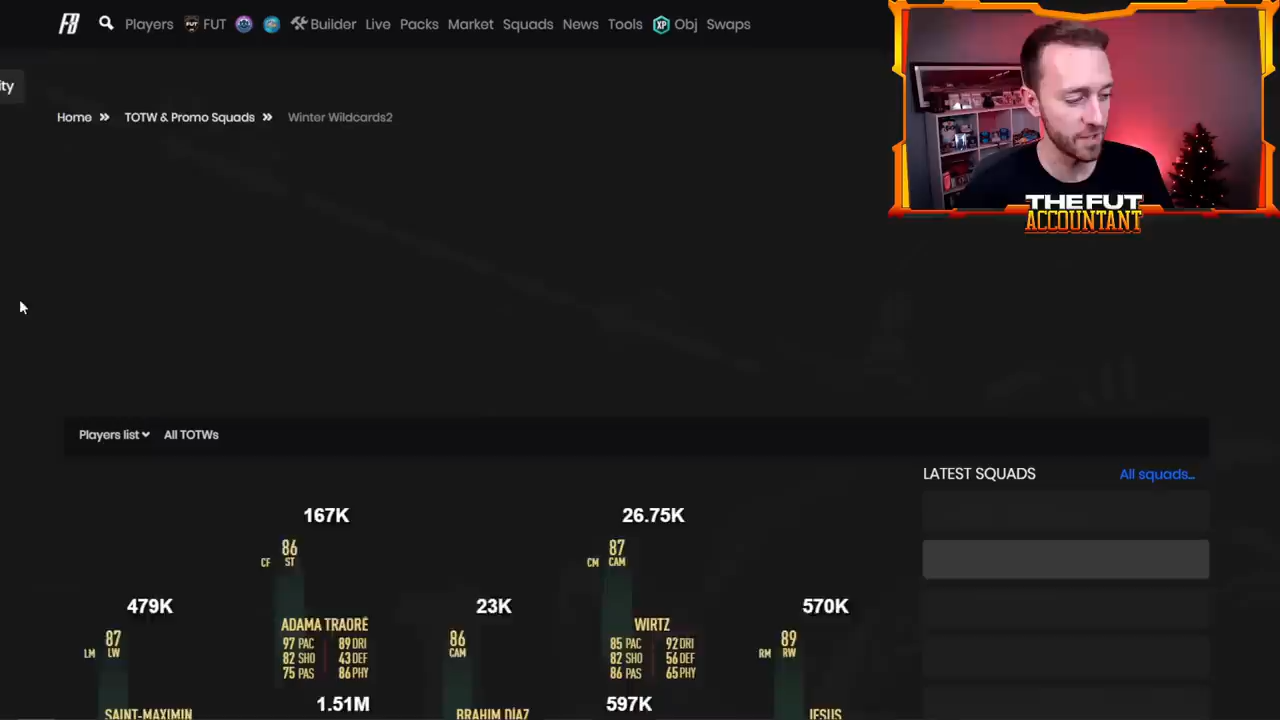 FB Players FUT Builder Live Packs Market Squads News Tools XP Obj Swaps
ity
Home » TOTW & Promo Squads » Winter Wildcards2
THE FUT
ACCOUNTANT
Players list All TOTWs
LATEST SQUADS All squads...
167K
86
CF ST
ADAMA TRAORÉ
97 PAC 89 DRI
82 SHO 43 DEF
75 PAS 86 PHY
26.75K
87
CM CAM
WIRTZ
85 PAC 92 DRI
82 SHO 56 DEF
86 PAS 65 PHY
479K
87
LM LW
SAINT-MAXIMIN
23K
86
CAM
BRAHIM DÍAZ
570K
89
RM RW
JESUS
1.51M
597K